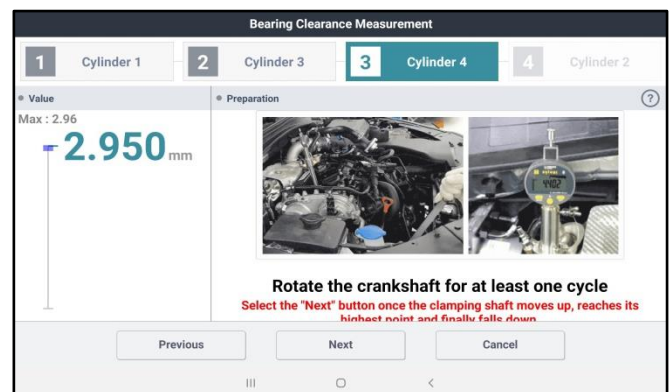 Bearing Clearance Measurement
1 Cylinder 1
2 Cylinder 3
3 Cylinder 4
4 Cylinder 2
Value
Preparation
?
Max : 2.96
2.950 mm
Rotate the crankshaft for at least one cycle
Select the "Next" button once the clamping shaft moves up, reaches its
highest point and finally falls down
Previous
Next
Cancel